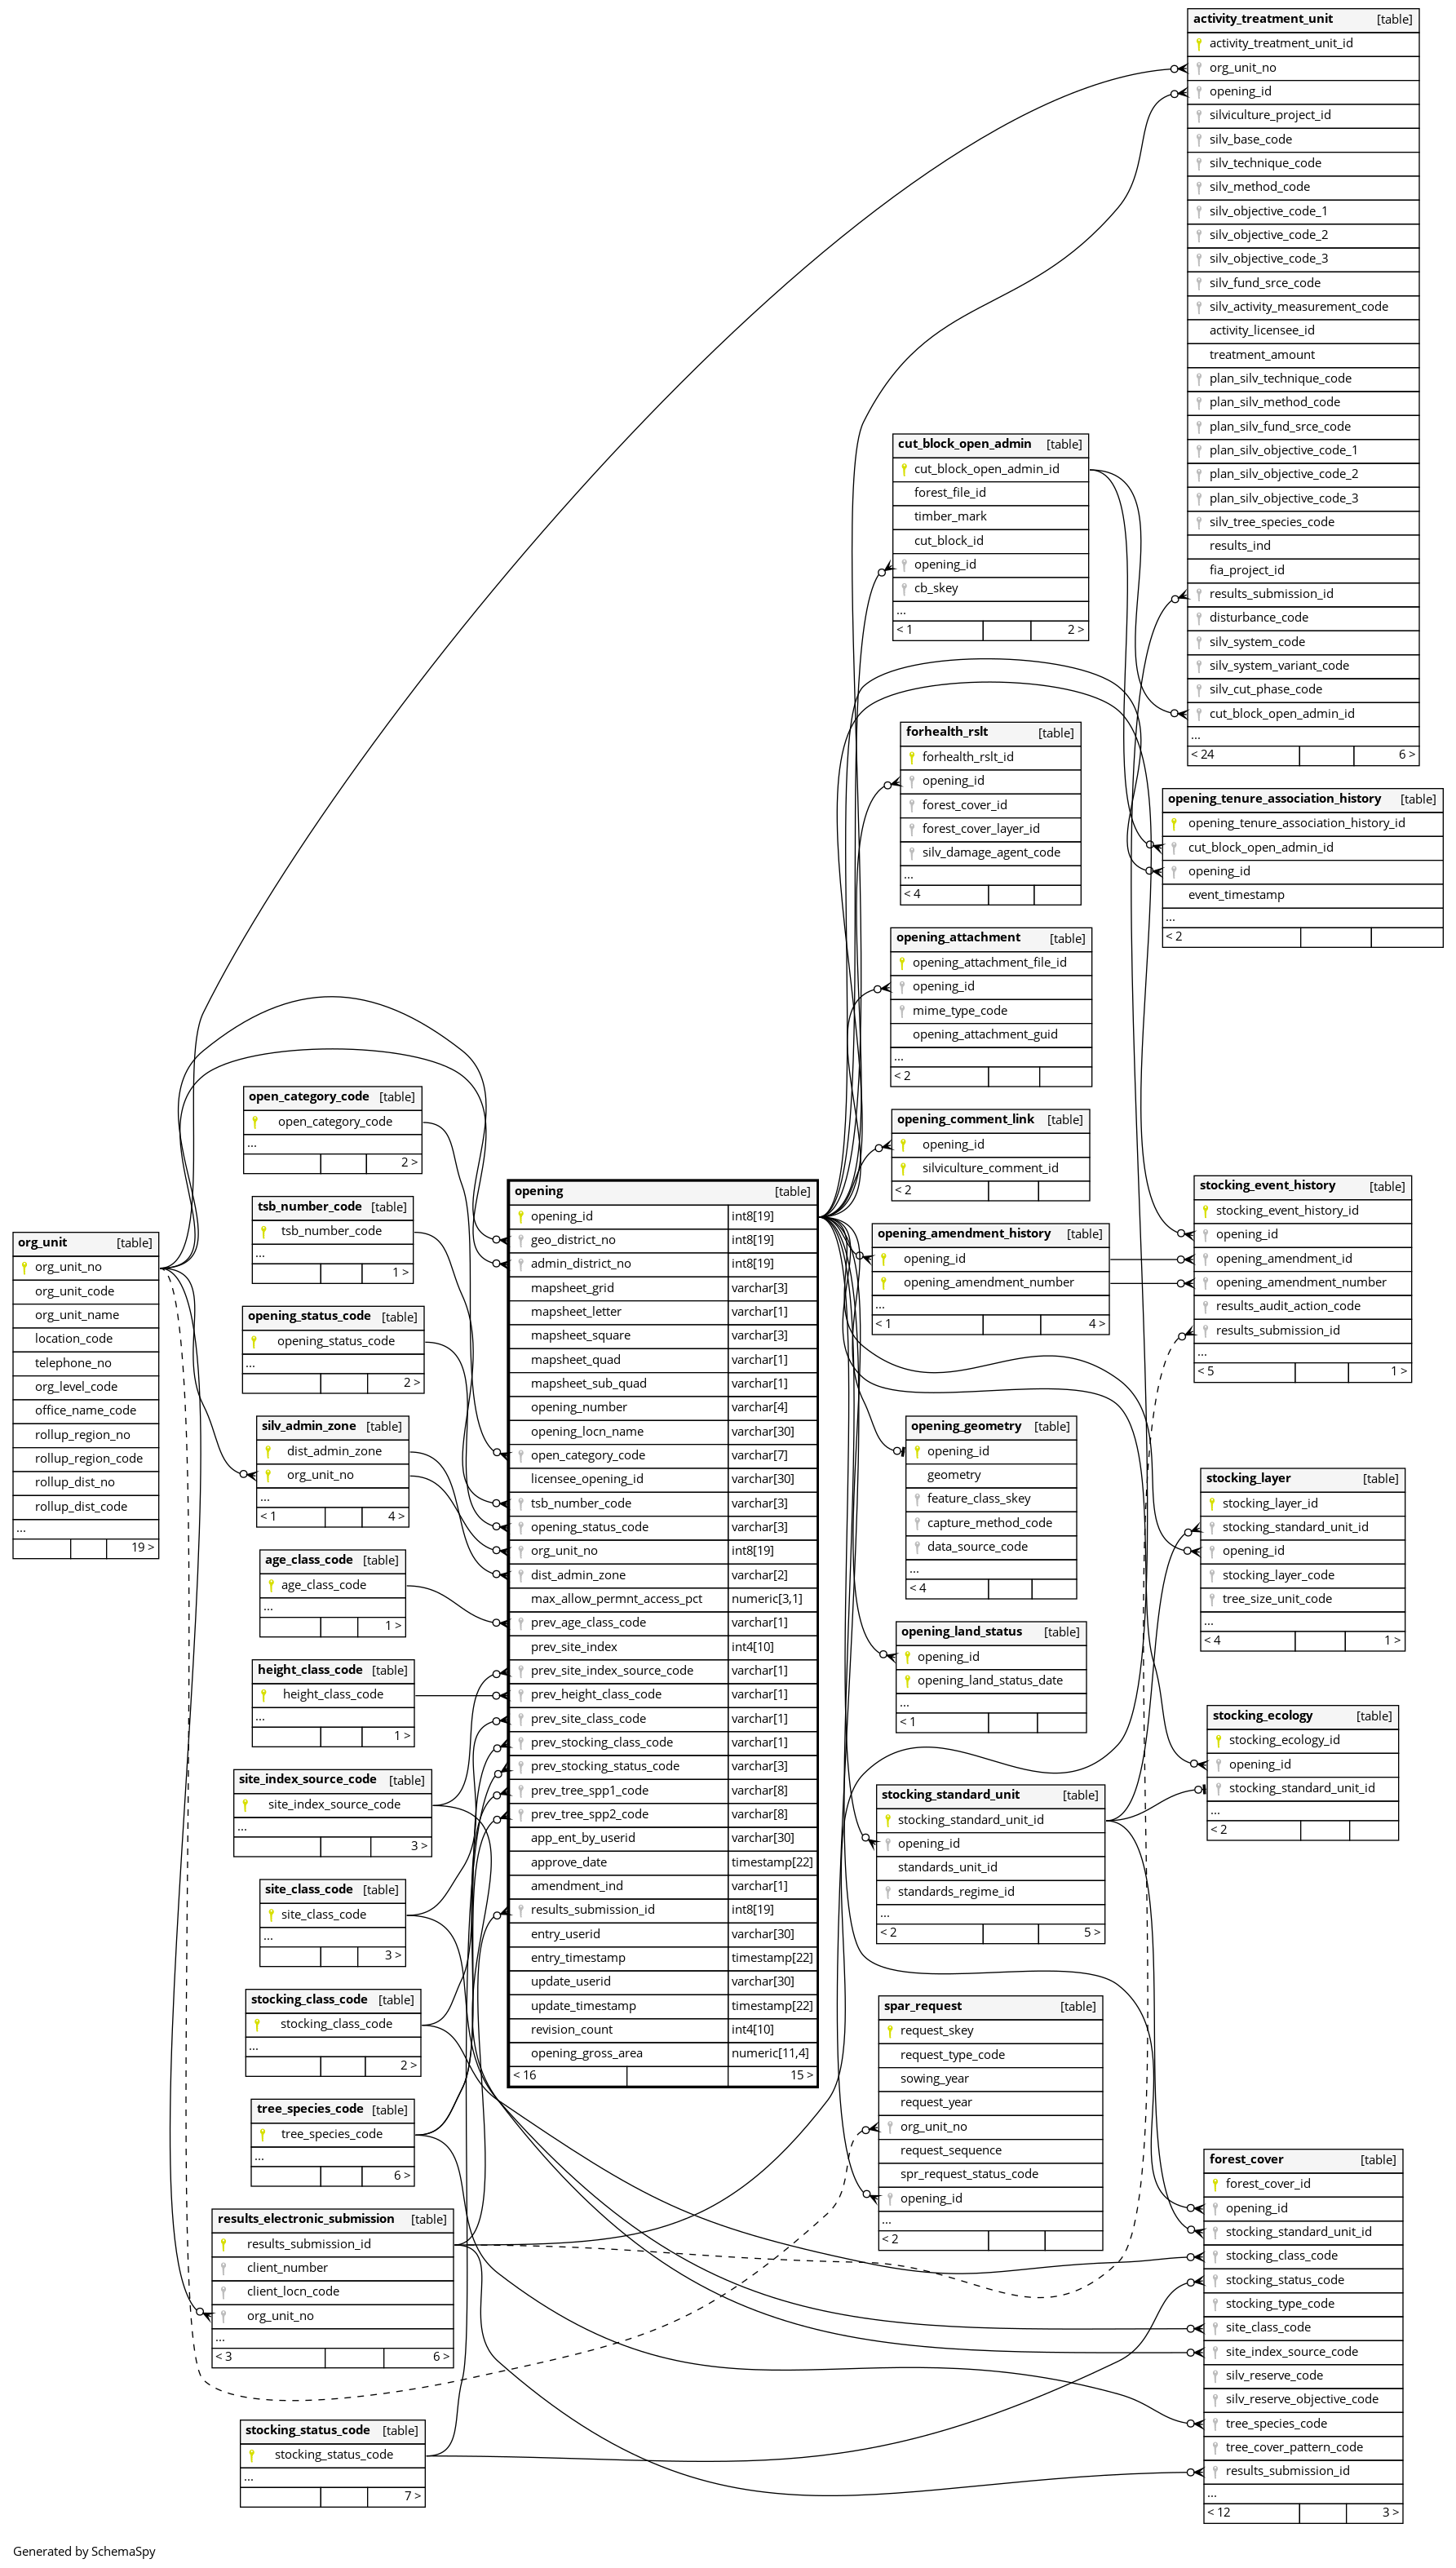 activity_treatment_unit [table]
activity_treatment_unit_id
org_unit_no
opening_id
silviculture_project_id
silv_base_code
silv_technique_code
silv_method_code
silv_objective_code_1
silv_objective_code_2
silv_objective_code_3
silv_fund_srce_code
silv_activity_measurement_code
activity_licensee_id
treatment_amount
plan_silv_technique_code
plan_silv_method_code
plan_silv_fund_srce_code
plan_silv_objective_code_1
plan_silv_objective_code_2
plan_silv_objective_code_3
silv_tree_species_code
results_ind
fia_project_id
results_submission_id
disturbance_code
silv_system_code
silv_system_variant_code
silv_cut_phase_code
cut_block_open_admin_id
...
< 24 6 >
cut_block_open_admin [table]
cut_block_open_admin_id
forest_file_id
timber_mark
cut_block_id
opening_id
cb_skey
...
< 1 2 >
forhealth_rslt [table]
forhealth_rslt_id
opening_id
forest_cover_id
forest_cover_layer_id
silv_damage_agent_code
...
< 4
opening_tenure_association_history [table]
opening_tenure_association_history_id
cut_block_open_admin_id
opening_id
event_timestamp
...
< 2
opening_attachment [table]
opening_attachment_file_id
opening_id
mime_type_code
opening_attachment_guid
...
< 2
opening_comment_link [table]
opening_id
silviculture_comment_id
< 2
org_unit [table]
org_unit_no
org_unit_code
org_unit_name
location_code
telephone_no
org_level_code
office_name_code
rollup_region_no
rollup_region_code
rollup_dist_no
rollup_dist_code
...
19 >
open_category_code [table]
open_category_code
...
2 >
tsb_number_code [table]
tsb_number_code
...
1 >
opening_status_code [table]
opening_status_code
...
2 >
silv_admin_zone [table]
dist_admin_zone
org_unit_no
...
< 1 4 >
age_class_code [table]
age_class_code
...
1 >
height_class_code [table]
height_class_code
...
1 >
site_index_source_code [table]
site_index_source_code
...
3 >
site_class_code [table]
site_class_code
...
3 >
stocking_class_code [table]
stocking_class_code
...
2 >
tree_species_code [table]
tree_species_code
...
6 >
results_electronic_submission [table]
results_submission_id
client_number
client_locn_code
org_unit_no
...
< 3 6 >
stocking_status_code [table]
stocking_status_code
...
7 >
opening [table]
opening_id int8[19]
geo_district_no int8[19]
admin_district_no int8[19]
mapsheet_grid varchar[3]
mapsheet_letter varchar[1]
mapsheet_square varchar[3]
mapsheet_quad varchar[1]
mapsheet_sub_quad varchar[1]
opening_number varchar[4]
opening_locn_name varchar[30]
open_category_code varchar[7]
licensee_opening_id varchar[30]
tsb_number_code varchar[3]
opening_status_code varchar[3]
org_unit_no int8[19]
dist_admin_zone varchar[2]
max_allow_permnt_access_pct numeric[3,1]
prev_age_class_code varchar[1]
prev_site_index int4[10]
prev_site_index_source_code varchar[1]
prev_height_class_code varchar[1]
prev_site_class_code varchar[1]
prev_stocking_class_code varchar[1]
prev_stocking_status_code varchar[3]
prev_tree_spp1_code varchar[8]
prev_tree_spp2_code varchar[8]
app_ent_by_userid varchar[30]
approve_date timestamp[22]
amendment_ind varchar[1]
results_submission_id int8[19]
entry_userid varchar[30]
entry_timestamp timestamp[22]
update_userid varchar[30]
update_timestamp timestamp[22]
revision_count int4[10]
opening_gross_area numeric[11,4]
< 16 15 >
opening_amendment_history [table]
opening_id
opening_amendment_number
...
< 1 4 >
stocking_event_history [table]
stocking_event_history_id
opening_id
opening_amendment_id
opening_amendment_number
results_audit_action_code
results_submission_id
...
< 5 1 >
opening_geometry [table]
opening_id
geometry
feature_class_skey
capture_method_code
data_source_code
...
< 4
stocking_layer [table]
stocking_layer_id
stocking_standard_unit_id
opening_id
stocking_layer_code
tree_size_unit_code
...
< 4 1 >
opening_land_status [table]
opening_id
opening_land_status_date
...
< 1
stocking_ecology [table]
stocking_ecology_id
opening_id
stocking_standard_unit_id
...
< 2
stocking_standard_unit [table]
stocking_standard_unit_id
opening_id
standards_unit_id
standards_regime_id
...
< 2 5 >
spar_request [table]
request_skey
request_type_code
sowing_year
request_year
org_unit_no
request_sequence
spr_request_status_code
opening_id
...
< 2
forest_cover [table]
forest_cover_id
opening_id
stocking_standard_unit_id
stocking_class_code
stocking_status_code
stocking_type_code
site_class_code
site_index_source_code
silv_reserve_code
silv_reserve_objective_code
tree_species_code
tree_cover_pattern_code
results_submission_id
...
< 12 3 >
Generated by SchemaSpy